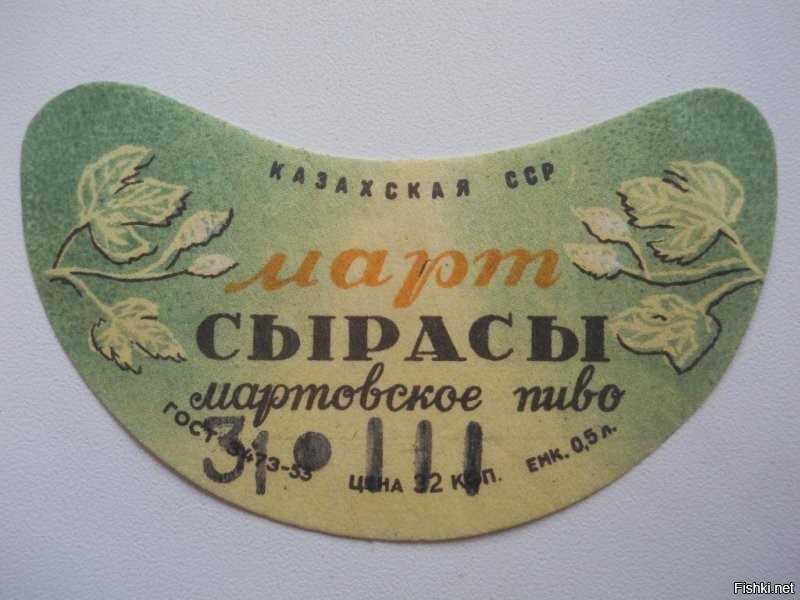 КАЗАХСКАЯ ССР
март
СЫРАСЫ
мартовское пиво
ГОСТ 3473-53
31 • III
ЦЕНА 32 КОП.
ЕМК. 0,5 л.
Fishki.net